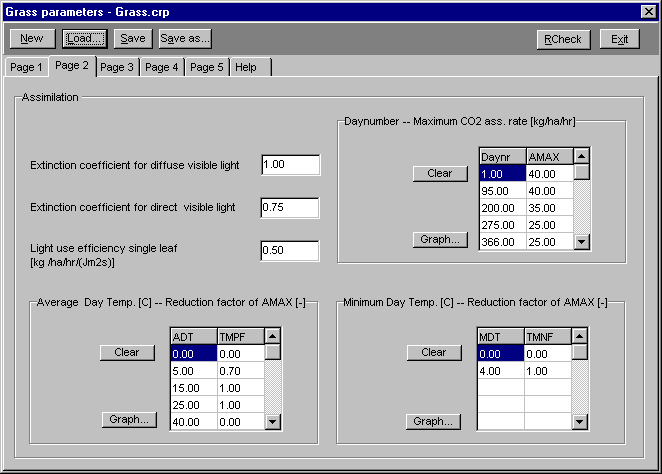 Grass parameters - Grass.crp
New Load... Save Save as... RCheck Exit
Page 1 Page 2 Page 3 Page 4 Page 5 Help
Assimilation
Extinction coefficient for diffuse visible light 1.00
Extinction coefficient for direct visible light 0.75
Light use efficiency single leaf
[kg /ha/hr/(Jm2s)] 0.50
Daynumber -- Maximum CO2 ass. rate [kg/ha/hr]
Clear
Graph...
Daynr AMAX
1.00 40.00
95.00 40.00
200.00 35.00
275.00 25.00
366.00 25.00
Average Day Temp. [C] -- Reduction factor of AMAX [-]
Clear
Graph...
ADT TMPF
0.00 0.00
5.00 0.70
15.00 1.00
25.00 1.00
40.00 0.00
Minimum Day Temp. [C] -- Reduction factor of AMAX [-]
Clear
Graph...
MDT TMNF
0.00 0.00
4.00 1.00